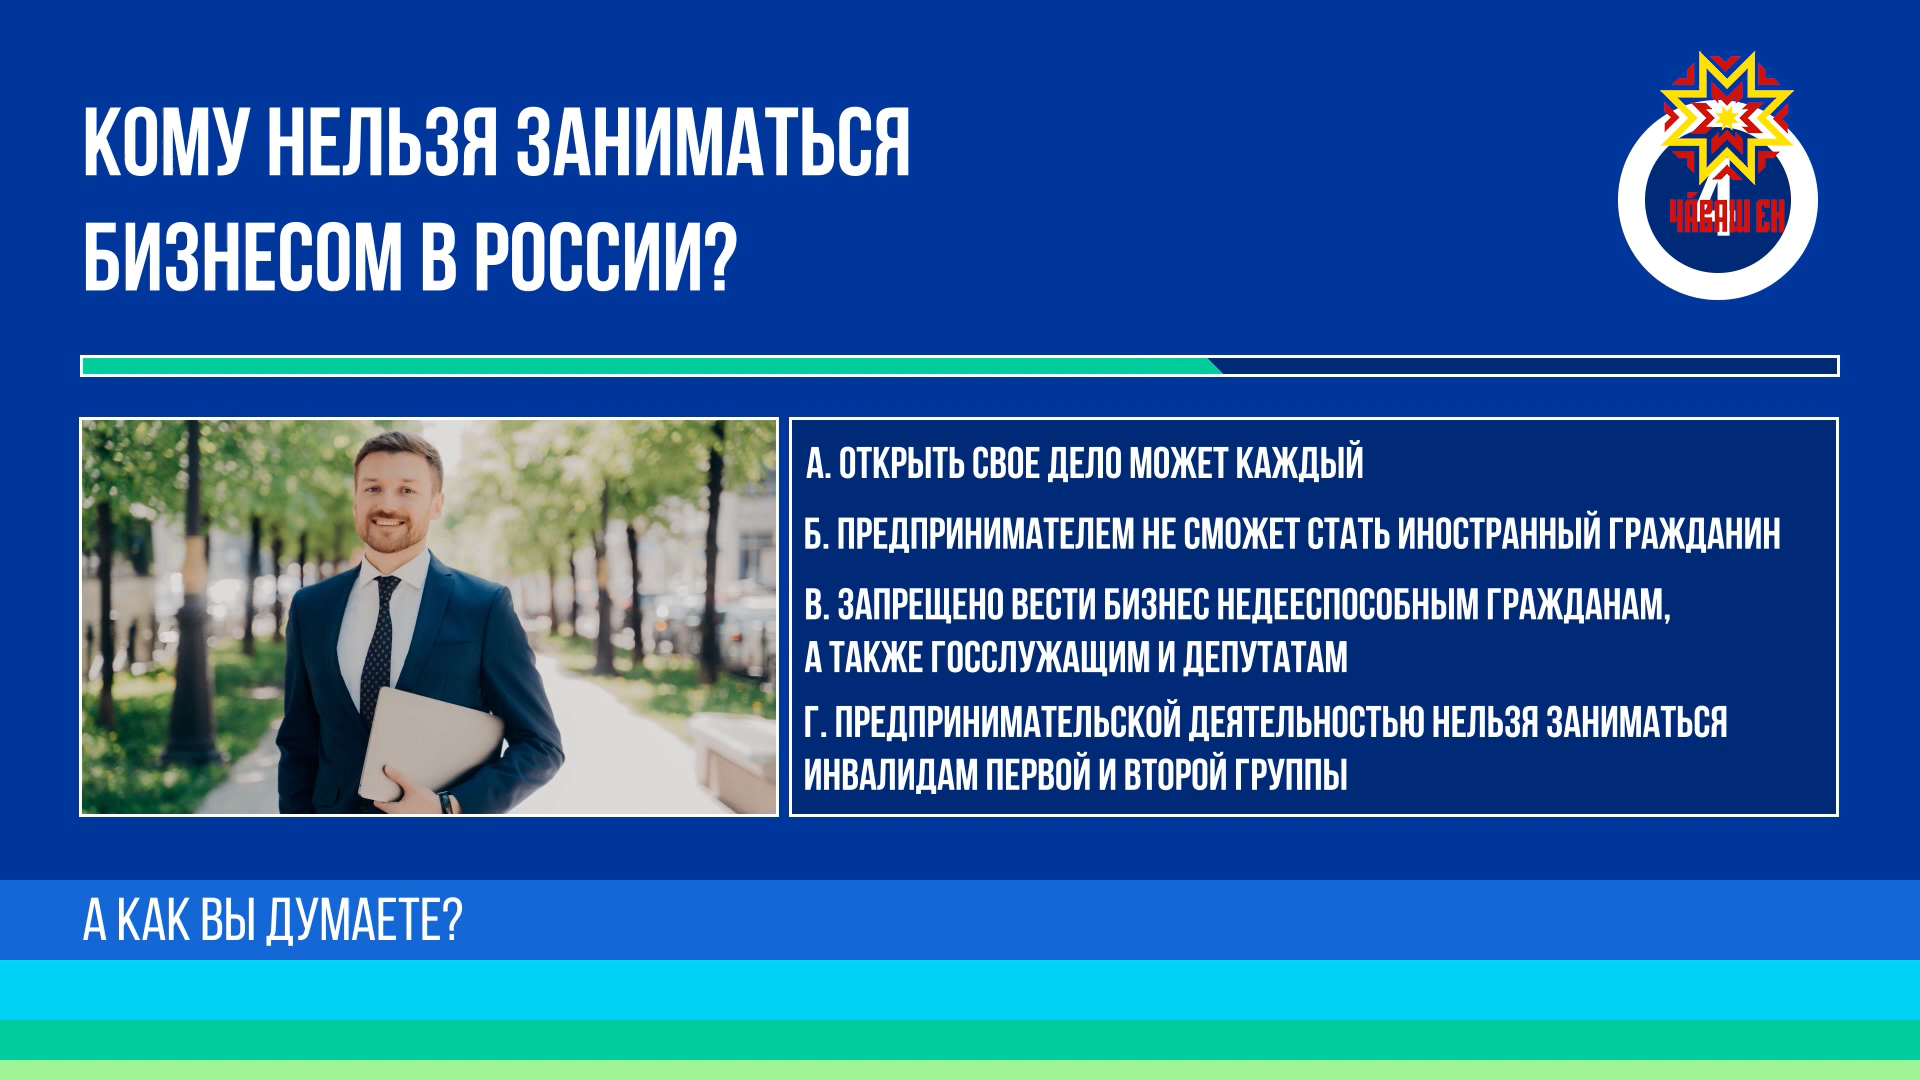 КОМУ НЕЛЬЗЯ ЗАНИМАТЬСЯ
БИЗНЕСОМ В РОССИИ?
4
ЧĂВАШ ЕН
А. ОТКРЫТЬ СВОЕ ДЕЛО МОЖЕТ КАЖДЫЙ
Б. ПРЕДПРИНИМАТЕЛЕМ НЕ СМОЖЕТ СТАТЬ ИНОСТРАННЫЙ ГРАЖДАНИН
В. ЗАПРЕЩЕНО ВЕСТИ БИЗНЕС НЕДЕЕСПОСОБНЫМ ГРАЖДАНАМ,
А ТАКЖЕ ГОССЛУЖАЩИМ И ДЕПУТАТАМ
Г. ПРЕДПРИНИМАТЕЛЬСКОЙ ДЕЯТЕЛЬНОСТЬЮ НЕЛЬЗЯ ЗАНИМАТЬСЯ
ИНВАЛИДАМ ПЕРВОЙ И ВТОРОЙ ГРУППЫ
А КАК ВЫ ДУМАЕТЕ?